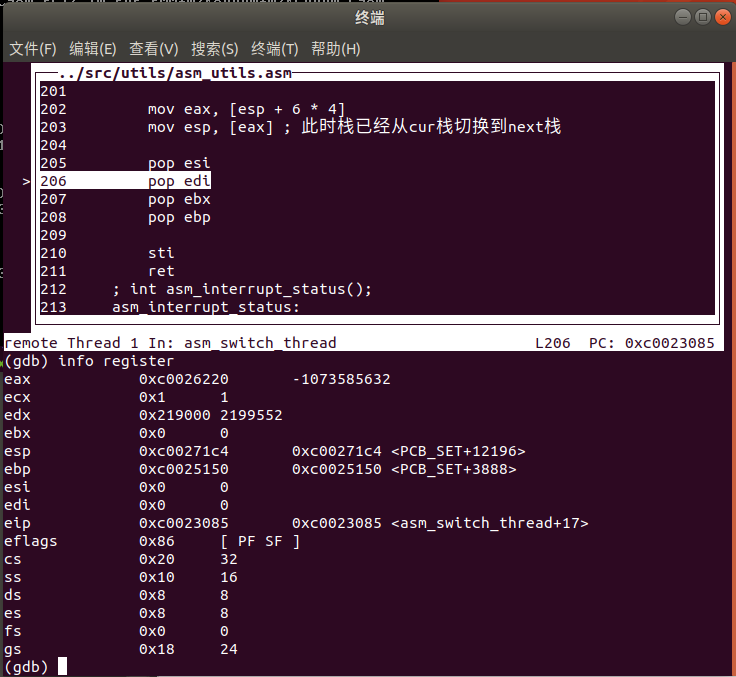 终端
文件(F) 编辑(E) 查看(V) 搜索(S) 终端(T) 帮助(H)
../src/utils/asm_utils.asm
201
202 mov eax, [esp + 6 * 4]
203 mov esp, [eax] ; 此时栈已经从cur栈切换到next栈
204
205 pop esi
> 206 pop edi
207 pop ebx
208 pop ebp
209
210 sti
211 ret
212 ; int asm_interrupt_status();
213 asm_interrupt_status:
remote Thread 1 In: asm_switch_thread L206 PC: 0xc0023085
(gdb) info register
eax 0xc0026220 -1073585632
ecx 0x1 1
edx 0x219000 2199552
ebx 0x0 0
esp 0xc00271c4 0xc00271c4 <PCB_SET+12196>
ebp 0xc0025150 0xc0025150 <PCB_SET+3888>
esi 0x0 0
edi 0x0 0
eip 0xc0023085 0xc0023085 <asm_switch_thread+17>
eflags 0x86 [ PF SF ]
cs 0x20 32
ss 0x10 16
ds 0x8 8
es 0x8 8
fs 0x0 0
gs 0x18 24
(gdb)